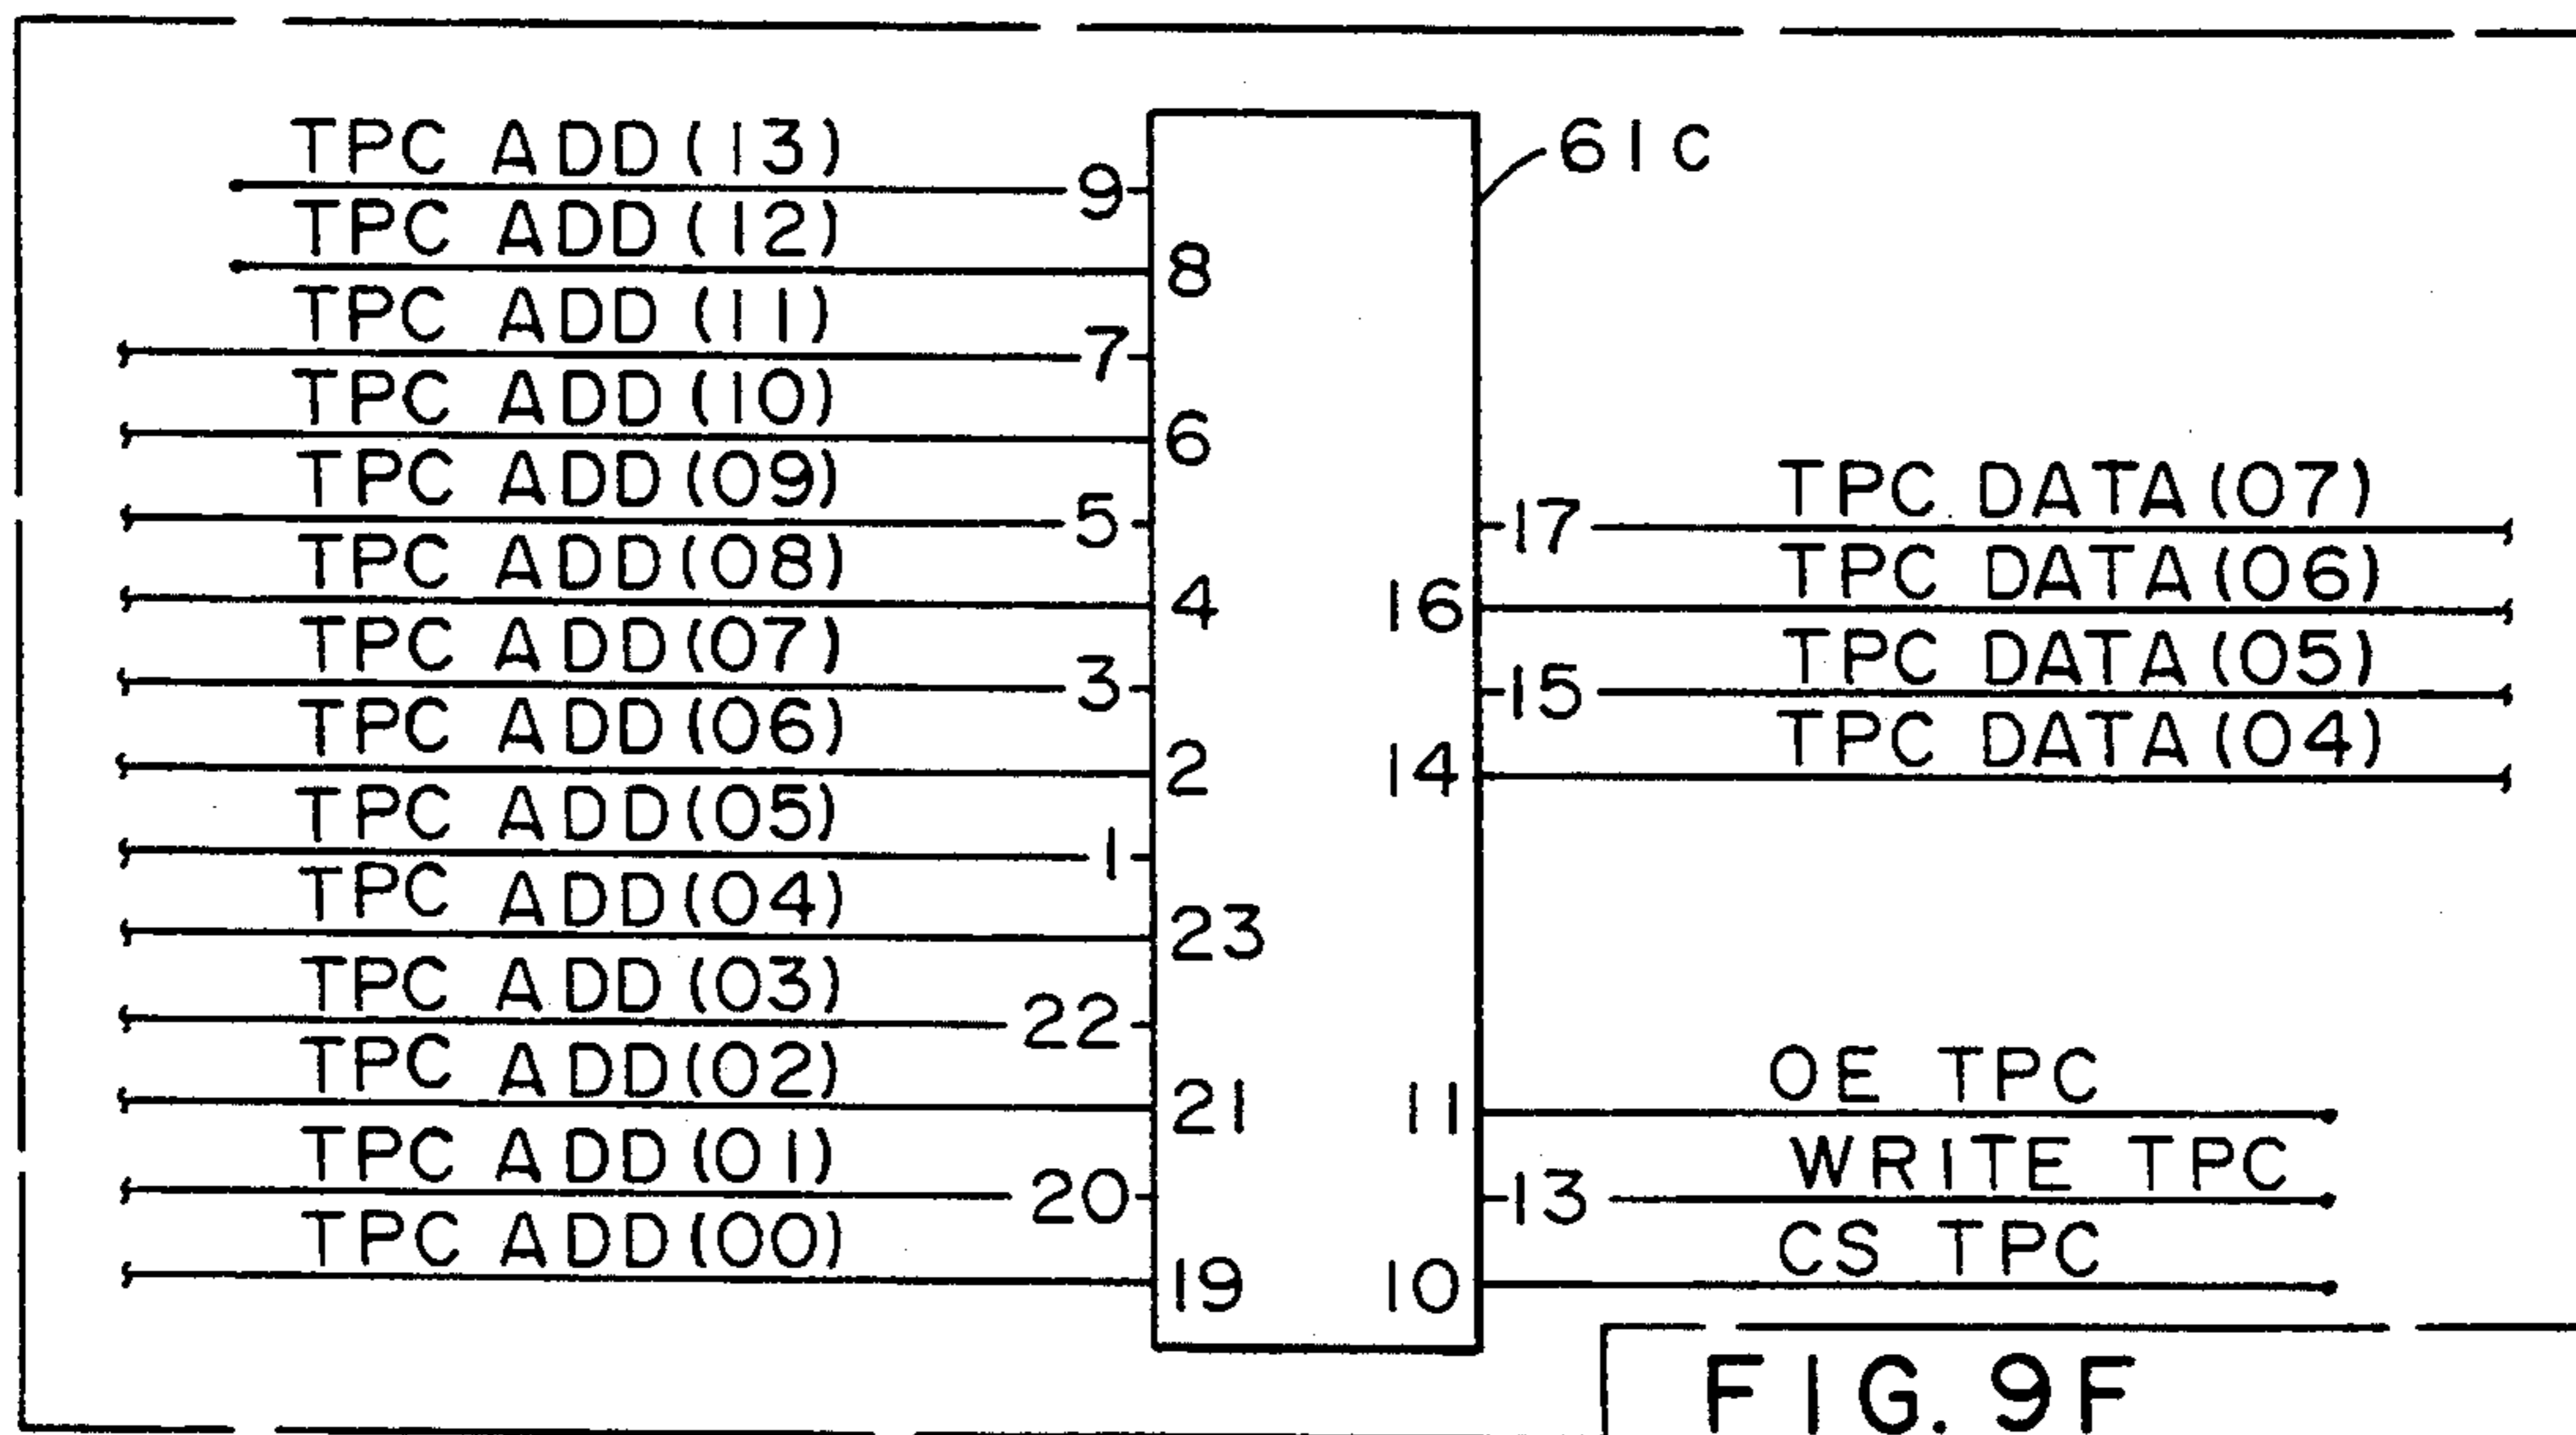 TPC ADD(13)
9
61C
TPC ADD(12)
8
TPC ADD(11)
7
TPC ADD(10)
6
TPC ADD(09)
5
17
TPC DATA(07)
TPC ADD(08)
4
16
TPC DATA(06)
TPC ADD(07)
3
15
TPC DATA(05)
TPC ADD(06)
2
14
TPC DATA(04)
TPC ADD(05)
1
TPC ADD(04)
23
TPC ADD(03)
22
TPC ADD(02)
21
11
OE TPC
TPC ADD(01)
20
13
WRITE TPC
TPC ADD(00)
19
10
CS TPC
FIG. 9F